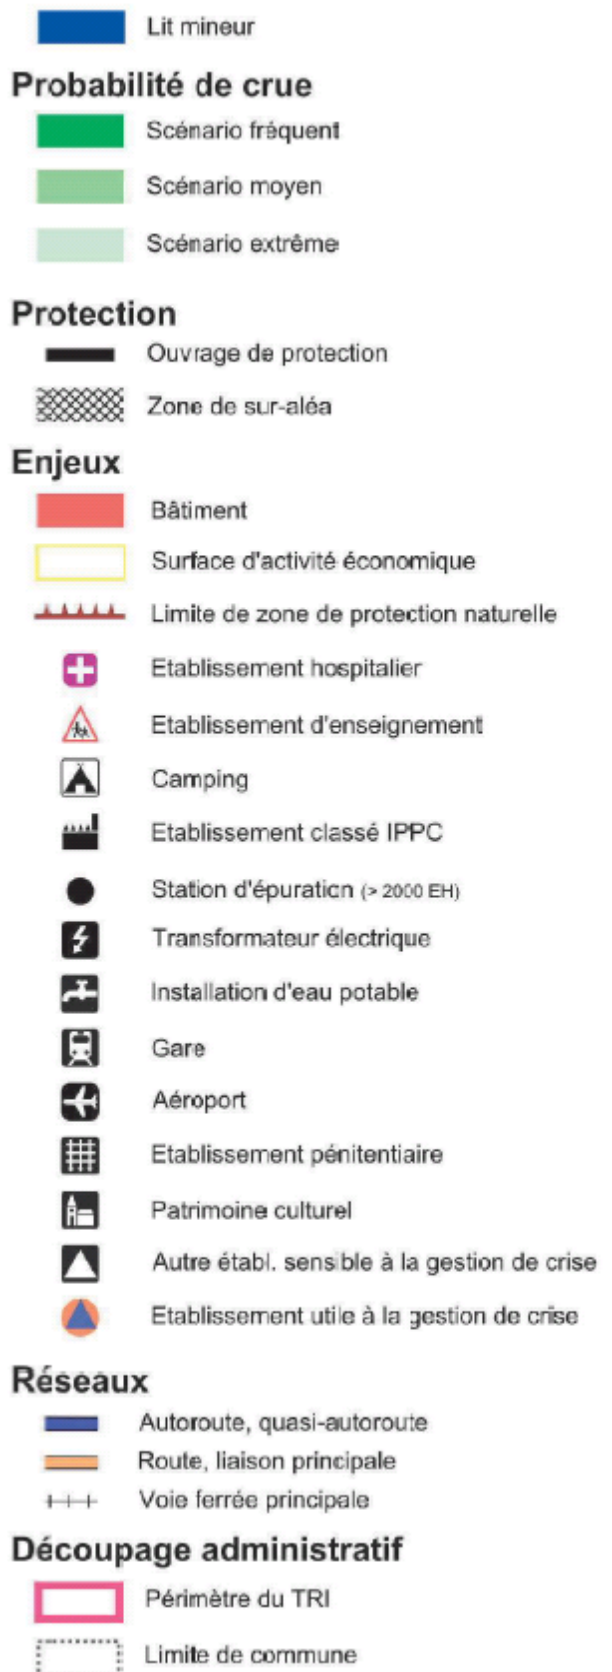 Lit mineur
Probabilité de crue
Scénario fréquent
Scénario moyen
Scénario extrême
Protection
Ouvrage de protection
Zone de sur-aléa
Enjeux
Bâtiment
Surface d'activité économique
Limite de zone de protection naturelle
Etablissement hospitalier
Etablissement d'enseignement
Camping
Etablissement classé IPPC
Station d'épuration (> 2000 EH)
Transformateur électrique
Installation d'eau potable
Gare
Aéroport
Etablissement pénitentiaire
Patrimoine culturel
Autre établ. sensible à la gestion de crise
Etablissement utile à la gestion de crise
Réseaux
Autoroute, quasi-autoroute
Route, liaison principale
Voie ferrée principale
Découpage administratif
Périmètre du TRI
Limite de commune